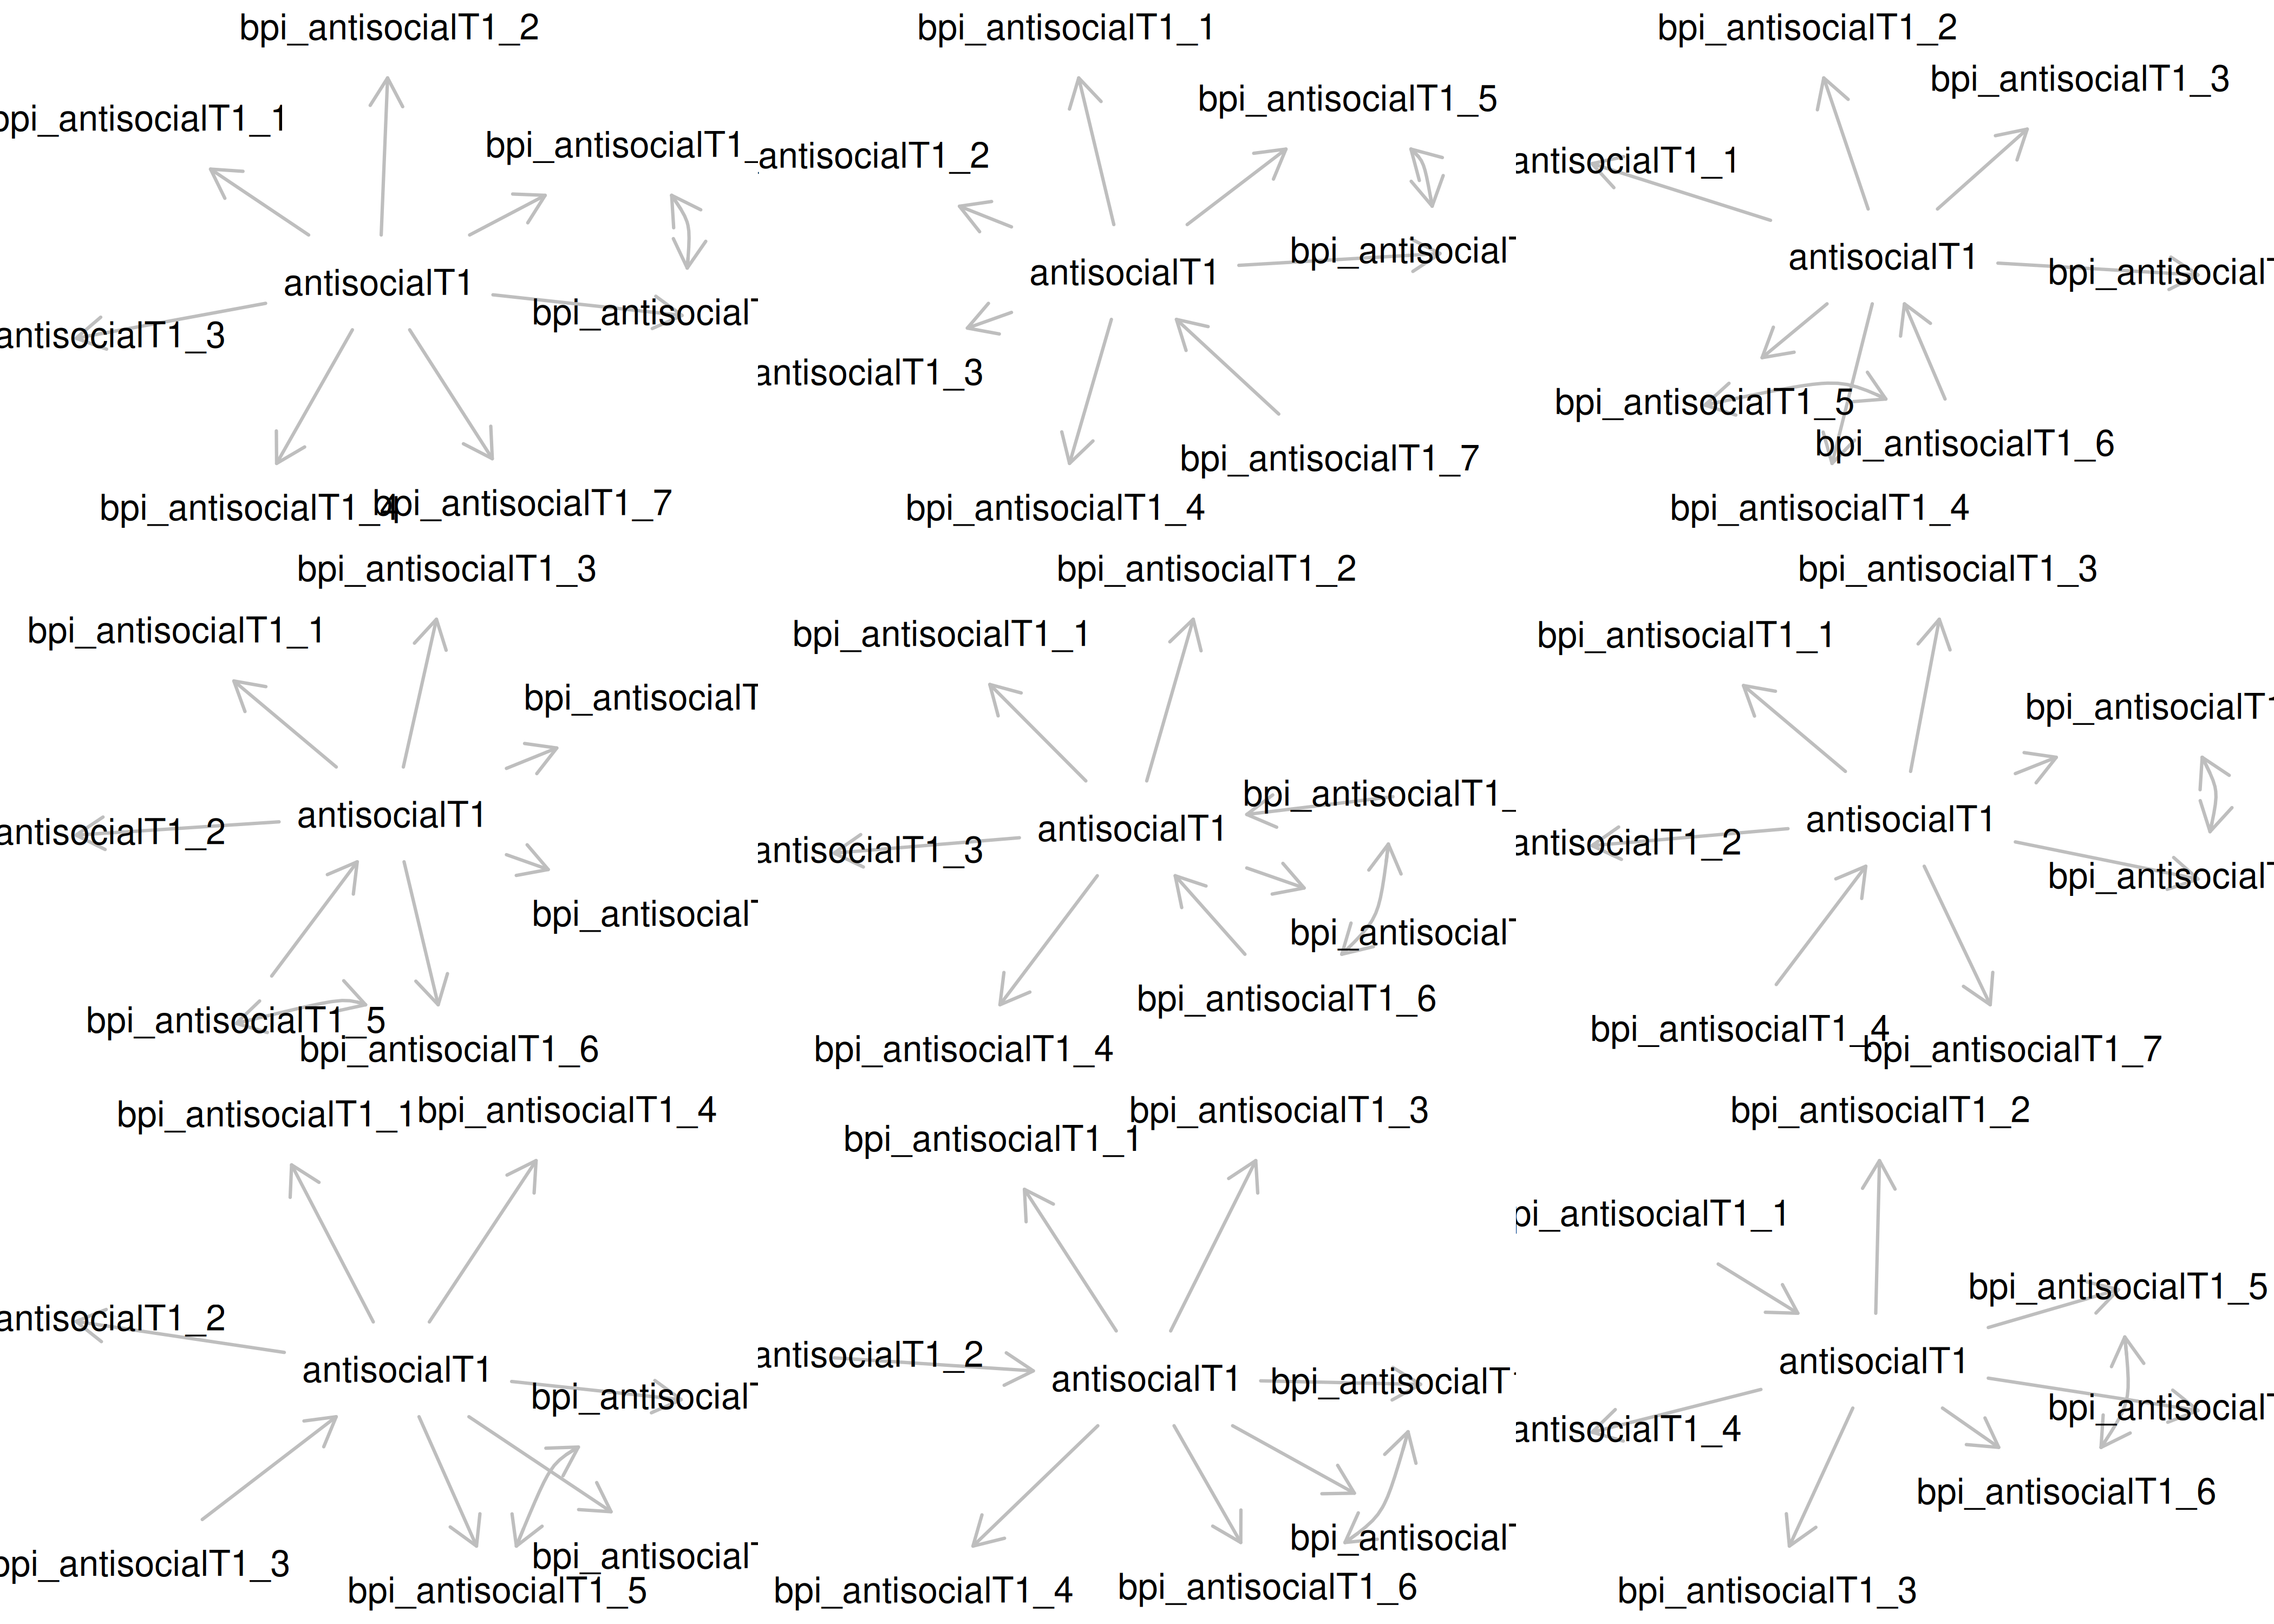 bpi_antisocialT1_2
bpi_antisocialT1_1
bpi_antisocialT1_
antisocialT1
bpi_antisocial
antisocialT1_3
bpi_antisocialT1_4
bpi_antisocialT1_7
bpi_antisocialT1_1
bpi_antisocialT1_5
_antisocialT1_2
antisocialT1
bpi_antisocial
antisocialT1_3
bpi_antisocialT1_7
bpi_antisocialT1_4
bpi_antisocialT1_2
bpi_antisocialT1_3
antisocialT1_1
antisocialT1
bpi_antisocial
bpi_antisocialT1_5
bpi_antisocialT1_6
bpi_antisocialT1_4
bpi_antisocialT1_3
bpi_antisocialT1_1
bpi_antisocialT
antisocialT1
antisocialT1_2
bpi_antisocial
bpi_antisocialT1_5
bpi_antisocialT1_6
bpi_antisocialT1_2
bpi_antisocialT1_1
bpi_antisocialT1_
antisocialT1
antisocialT1_3
bpi_antisocial
bpi_antisocialT1_6
bpi_antisocialT1_4
bpi_antisocialT1_3
bpi_antisocialT1_1
bpi_antisocialT1
antisocialT1
antisocialT1_2
bpi_antisocial
bpi_antisocialT1_4
bpi_antisocialT1_7
bpi_antisocialT1_1
bpi_antisocialT1_4
antisocialT1_2
antisocialT1
bpi_antisocial
bpi_antisocialT1_3
bpi_antisocial
bpi_antisocialT1_5
bpi_antisocialT1_3
bpi_antisocialT1_1
antisocialT1_2
antisocialT1
bpi_antisocialT
bpi_antisocial
bpi_antisocialT1_4
bpi_antisocialT1_6
bpi_antisocialT1_2
pi_antisocialT1_1
bpi_antisocialT1_5
antisocialT1
bpi_antisocial
antisocialT1_4
bpi_antisocialT1_6
bpi_antisocialT1_3